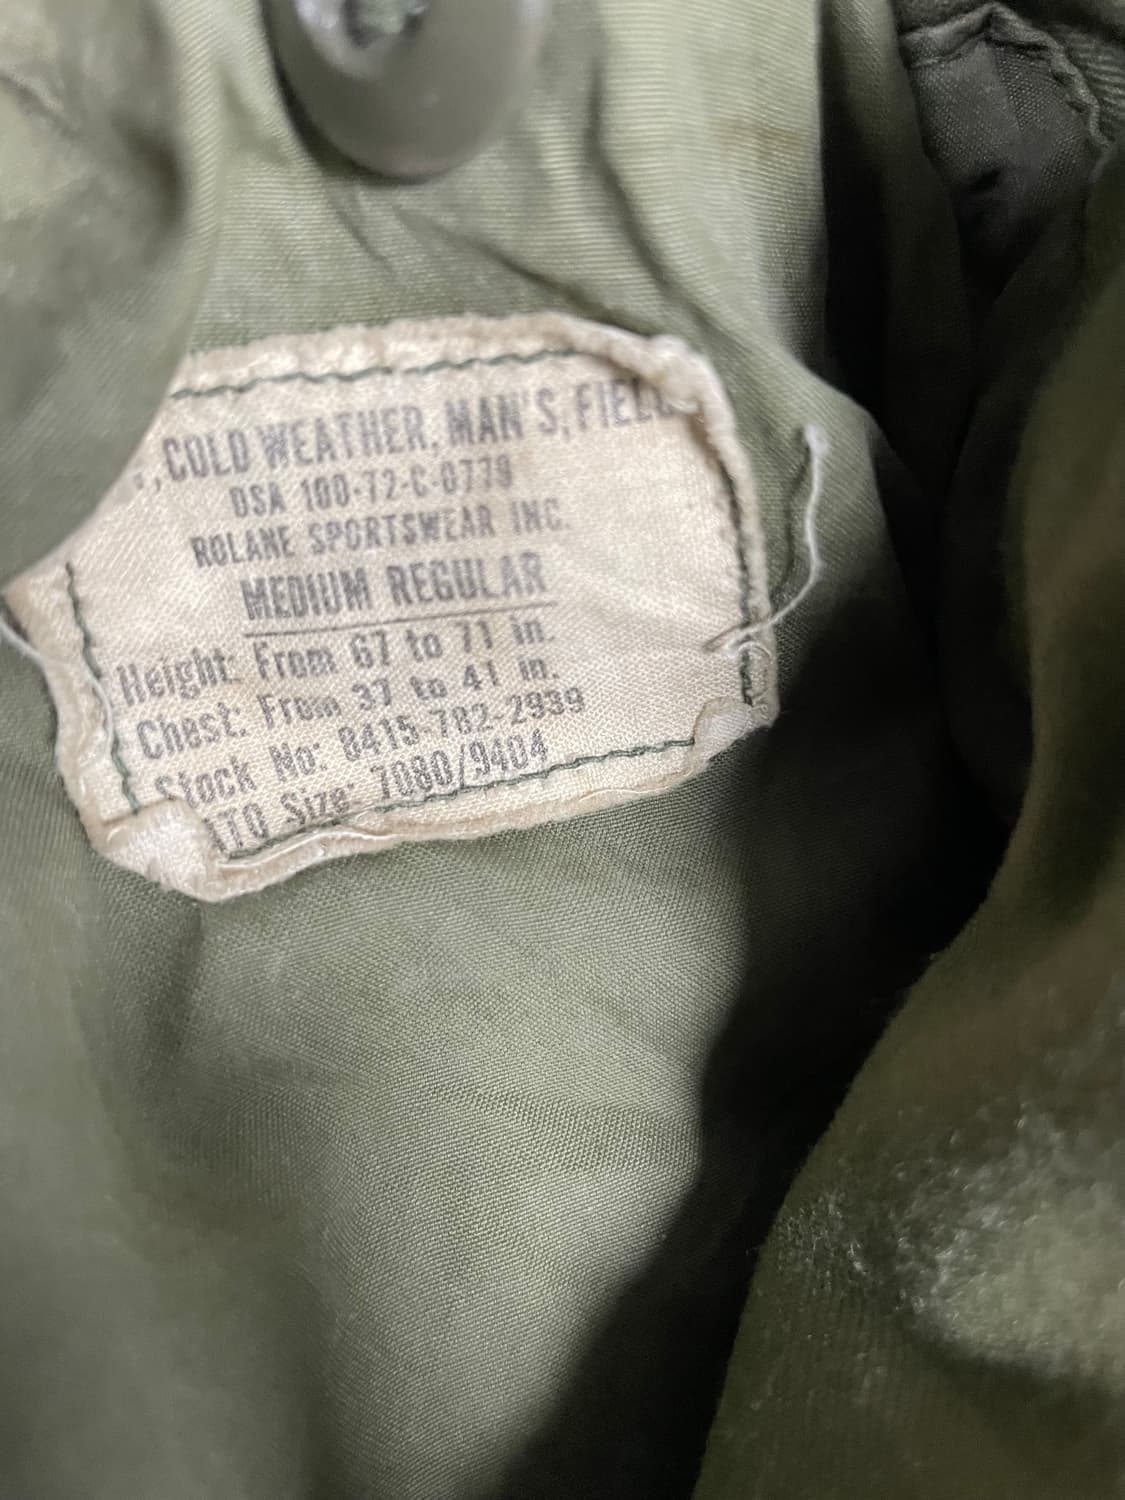 , COLD WEATHER, MAN'S, FIELD
DSA 100-72-C-0779
ROLANE SPORTSWEAR INC.
MEDIUM REGULAR
Height: From 67 to 71 in.
Chest: From 37 to 41 in.
Stock No: 8415-782-2939
Size: 7080/9404